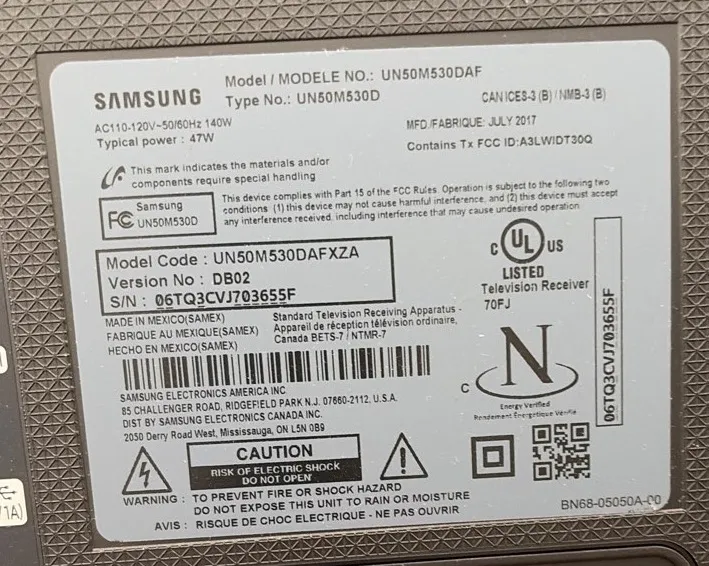 SAMSUNG
Model / MODELE NO.: UN50M530DAF
Type No.: UN50M530D
CAN ICES-3 (B) / NMB-3 (B)
AC110-120V~50/60Hz 140W
Typical power : 47W
MFD./FABRIQUE: JULY 2017
Contains Tx FCC ID:A3LWIDT30Q
This mark indicates the materials and/or
components require special handling
FC Samsung
UN50M530D
This device complies with Part 15 of the FCC Rules. Operation is subject to the following two
conditions (1) this device may not cause harmful interference, and (2) this device must accept
any interference received, including interference that may cause undesired operation
Model Code : UN50M530DAFXZA
Version No : DB02
S/N : 06TQ3CVJ703655F
C UL US
LISTED
Television Receiver
70FJ
06TQ3CVJ703655F
MADE IN MEXICO(SAMEX)
FABRIQUE AU MEXIQUE(SAMEX)
HECHO EN MEXICO(SAMEX)
Standard Television Receiving Apparatus -
Appareil de réception télévision ordinaire,
Canada BETS-7 / NTMR-7
C N
Energy Verified
Rendement Énergétique Vérifié
SAMSUNG ELECTRONICS AMERICA INC
85 CHALLENGER ROAD, RIDGEFIELD PARK N.J. 07660-2112, U.S.A.
DIST BY SAMSUNG ELECTRONICS CANADA INC.
2050 Derry Road West, Mississauga, ON L5N 0B9
CAUTION
RISK OF ELECTRIC SHOCK
DO NOT OPEN
WARNING : TO PREVENT FIRE OR SHOCK HAZARD
DO NOT EXPOSE THIS UNIT TO RAIN OR MOISTURE
AVIS : RISQUE DE CHOC ELECTRIQUE - NE PAS OUVRIR
BN68-05050A-00